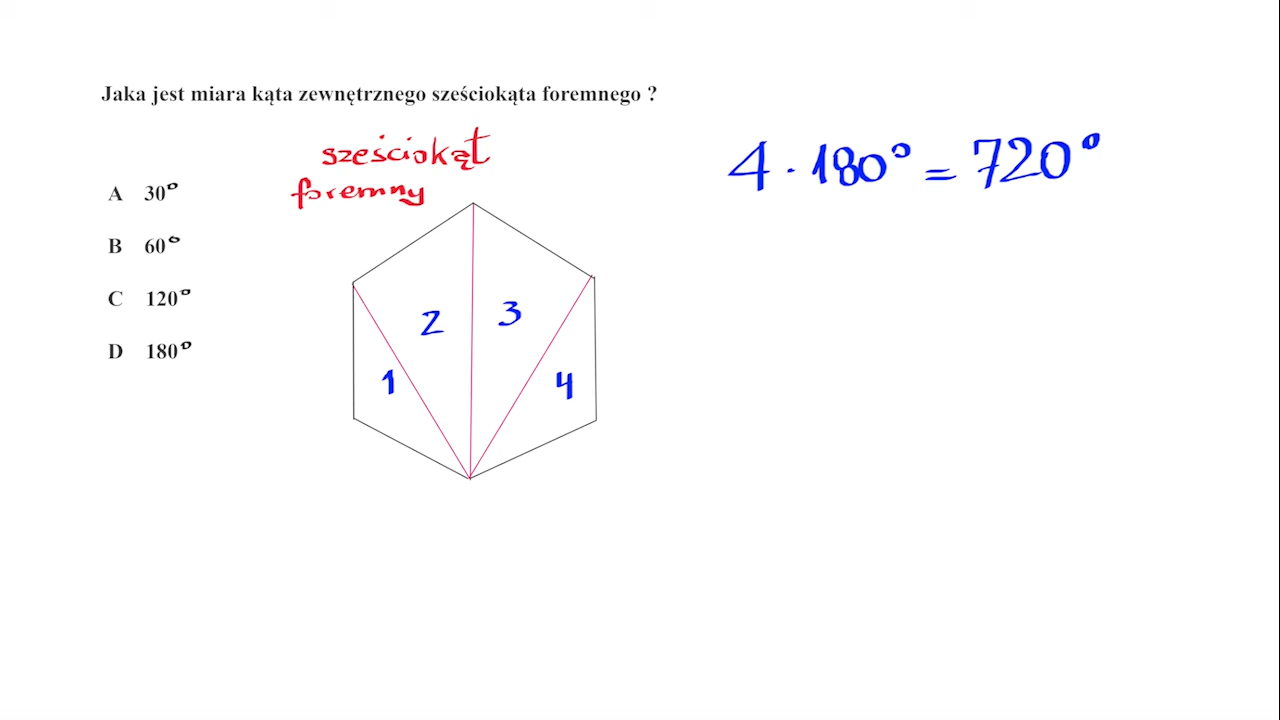 Jaka jest miara kąta zewnętrznego sześciokąta foremnego ?
sześciokąt
foremny
4 · 180° = 720°
A 30°
B 60°
C 120°
D 180°
2
3
1
4